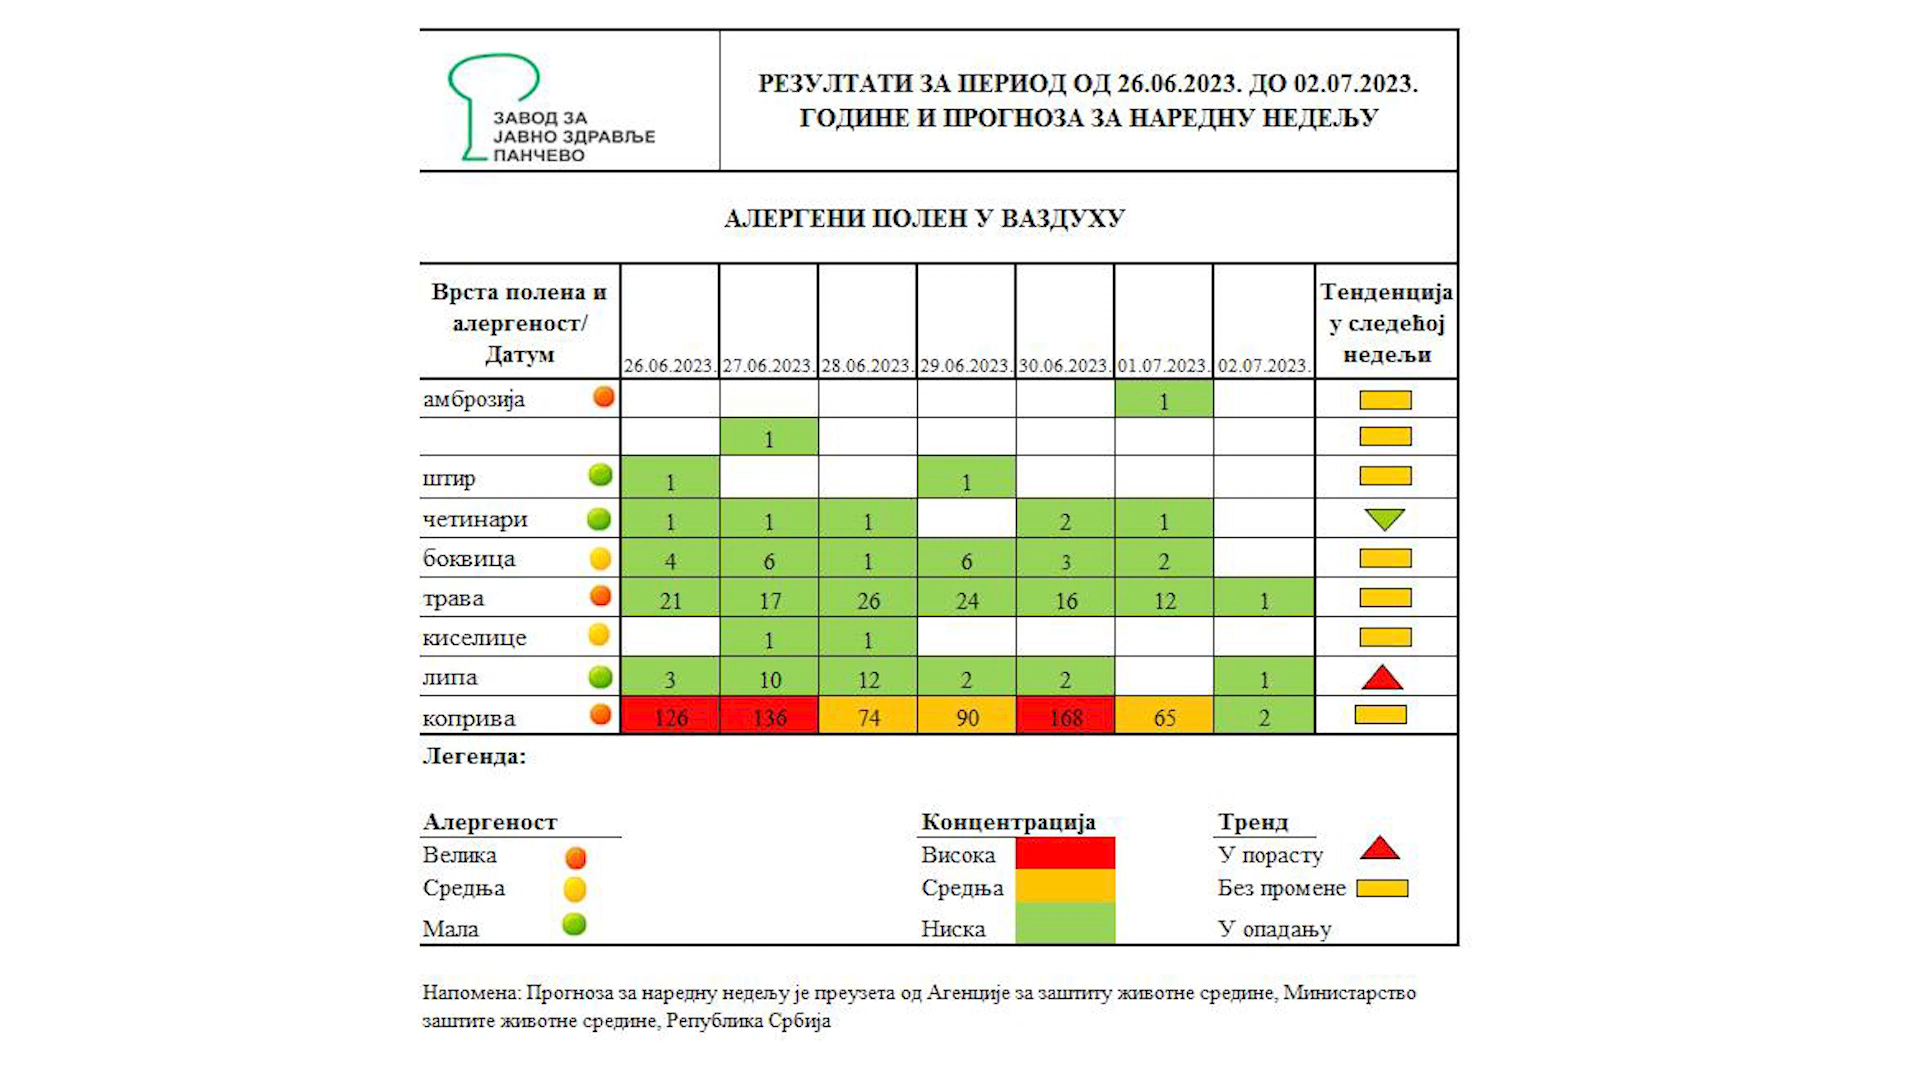 ЗАВОД ЗА
ЈАВНО ЗДРАВЉЕ
ПАНЧЕВО
РЕЗУЛТАТИ ЗА ПЕРИОД ОД 26.06.2023. ДО 02.07.2023.
ГОДИНЕ И ПРОГНОЗА ЗА НАРЕДНУ НЕДЕЉУ
АЛЕРГЕНИ ПОЛЕН У ВАЗДУХУ
Врста полена и
алергеност/
Датум
26.06.2023. 27.06.2023. 28.06.2023. 29.06.2023. 30.06.2023. 01.07.2023. 02.07.2023.
Тенденција
у следећој
недељи
амброзија 1
1
штир 1 1
четинари 1 1 1 2 1
боквица 4 6 1 6 3 2
трава 21 17 26 24 16 12 1
киселице 1 1
липа 3 10 12 2 2 1
коприва 126 136 74 90 168 65 2
Легенда:
Алергеност Концентрација Тренд
Велика Висока У порасту
Средња Средња Без промене
Мала Ниска У опадању
Напомена: Прогноза за наредну недељу је преузета од Агенције за заштиту животне средине, Министарство
заштите животне средине, Република Србија